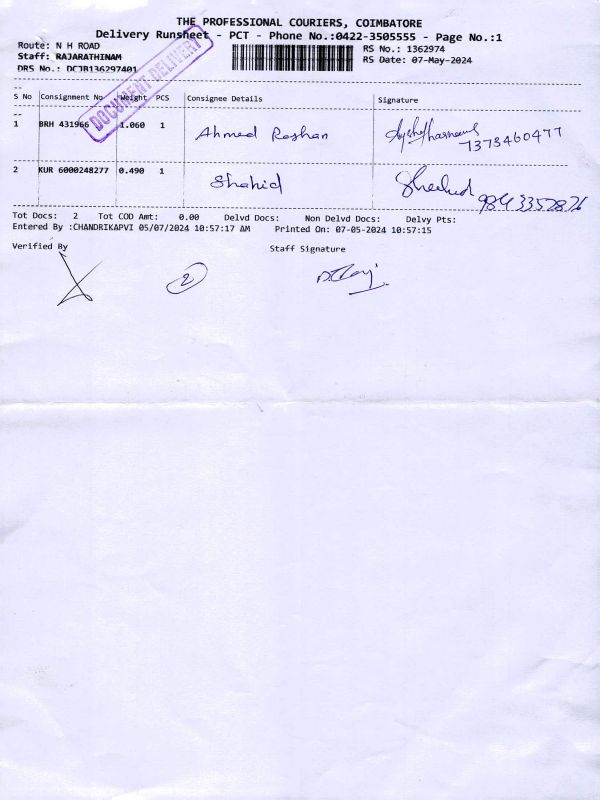 THE PROFESSIONAL COURIERS, COIMBATORE
Delivery Runsheet - PCT - Phone No.:0422-3505555 - Page No.:1
Route: N H ROAD
RS No.: 1362974
Staff: RAJARATHINAM
RS Date: 07-May-2024
DRS No.: DCJB136297401
DOCUMENT DELIVERY
S No Consignment No Weight PCS Consignee Details Signature
1 BRH 431966 1.060 1 Ahmed Roshan
7373460477
2 KUR 6000248277 0.490 1 Shahid
9843352876
Tot Docs: 2 Tot COD Amt: 0.00 Delvd Docs: Non Delvd Docs: Delvy Pts:
Entered By :CHANDRIKAPVI 05/07/2024 10:57:17 AM Printed On: 07-05-2024 10:57:15
Verified By Staff Signature
2